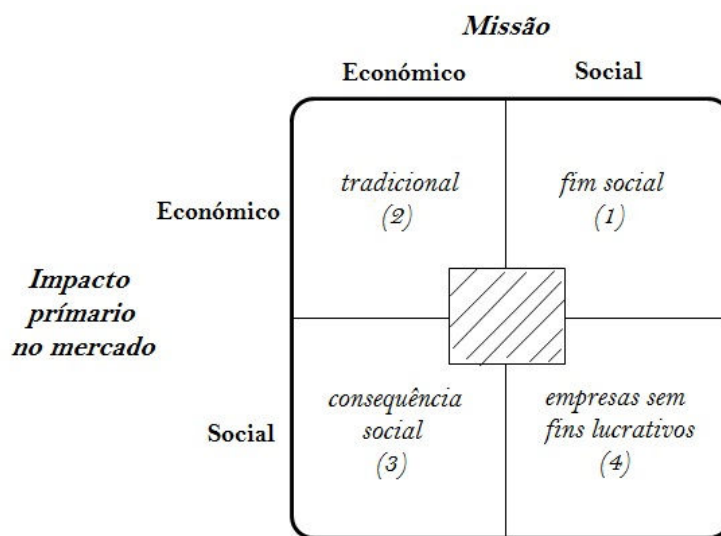 Missão
Económico Social
tradicional
(2)
fim social
(1)
Económico
Impacto
prímario
no mercado
consequência
social
(3)
empresas sem
fins lucrativos
(4)
Social